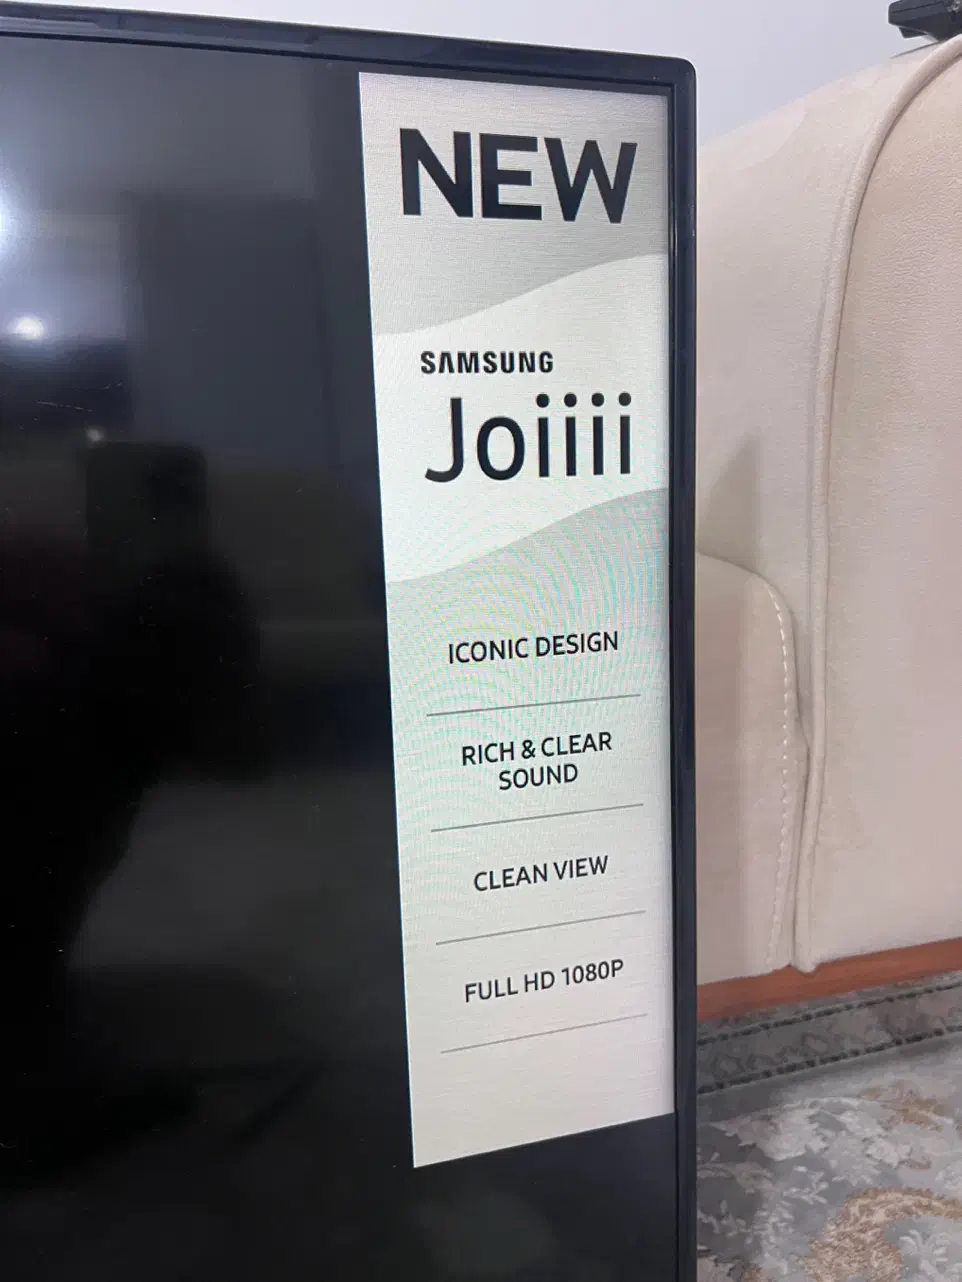 NEW
SAMSUNG
Joiiii
ICONIC DESIGN
RICH & CLEAR
SOUND
CLEAN VIEW
FULL HD 1080P